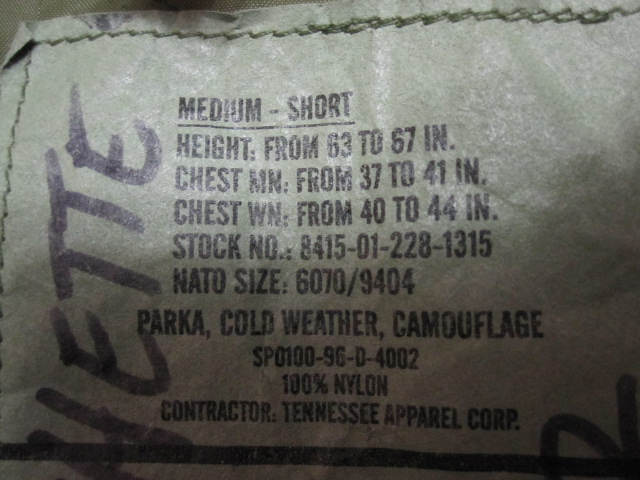 MEDIUM - SHORT
HEIGHT: FROM 63 TO 67 IN.
CHEST MN: FROM 37 TO 41 IN.
CHEST WN: FROM 40 TO 44 IN.
STOCK NO.: 8415-01-228-1315
NATO SIZE: 6070/9404
PARKA, COLD WEATHER, CAMOUFLAGE
SPO100-96-D-4002
100% NYLON
CONTRACTOR: TENNESSEE APPAREL CORP.